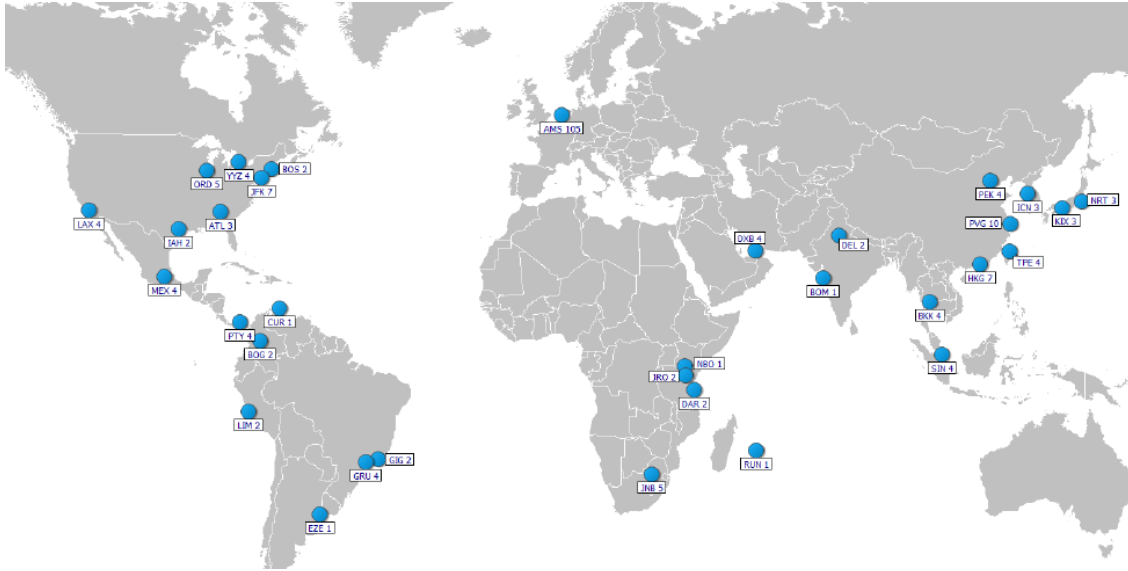 AMS 105
YYZ 4
BOS 2
ORD 5
JFK 7
PEK 4
ICN 3
NRT 3
KIX 3
LAX 4
ATL 3
IAH 2
PVG 10
DXB 4
DEL 2
TPE 4
MEX 4
BOM 1
HKG 7
BKK 4
CUR 1
PTY 4
BOG 2
NBO 1
JRO 2
SIN 4
DAR 2
LIM 2
GIG 2
GRU 4
RUN 1
JNB 5
EZE 1